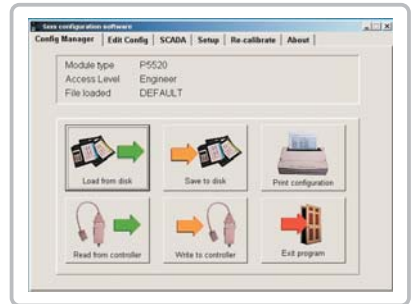 Gem configuration software
Config Manager Edit Config SCADA Setup Re-calibrate About
Module type P5520
Access Level Engineer
File loaded DEFAULT
Load from disk Save to disk Print configuration
Read from controller Write to controller Exit program